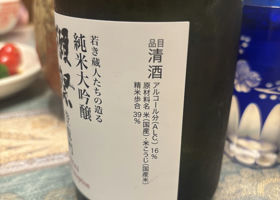 若き蔵人たちの造る
純米大吟醸
品目
清酒
アルコール分(Alc.) 16%
原材料名 米(国産)・米こうじ(国産米)
精米歩合 39%